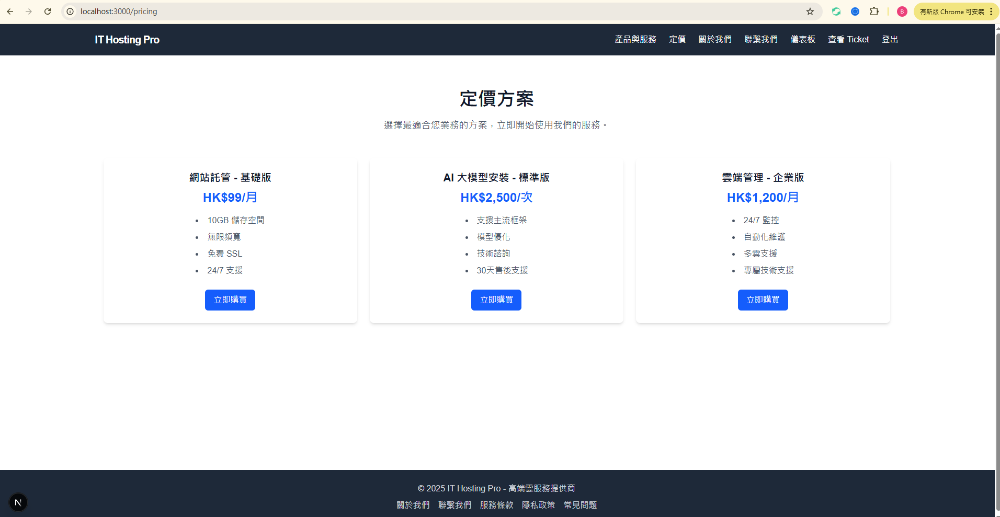 localhost:3000/pricing
B
有新版 Chrome 可安裝
IT Hosting Pro
產品與服務 定價 關於我們 聯繫我們 儀表板 查看 Ticket 登出
定價方案
選擇最適合您業務的方案，立即開始使用我們的服務。
網站託管 - 基礎版
HK$99/月
10GB 儲存空間
無限頻寬
免費 SSL
24/7 支援
立即購買
AI 大模型安裝 - 標準版
HK$2,500/次
支援主流框架
模型優化
技術諮詢
30天售後支援
立即購買
雲端管理 - 企業版
HK$1,200/月
24/7 監控
自動化維護
多雲支援
專屬技術支援
立即購買
© 2025 IT Hosting Pro - 高端雲服務提供商
關於我們 聯繫我們 服務條款 隱私政策 常見問題
N